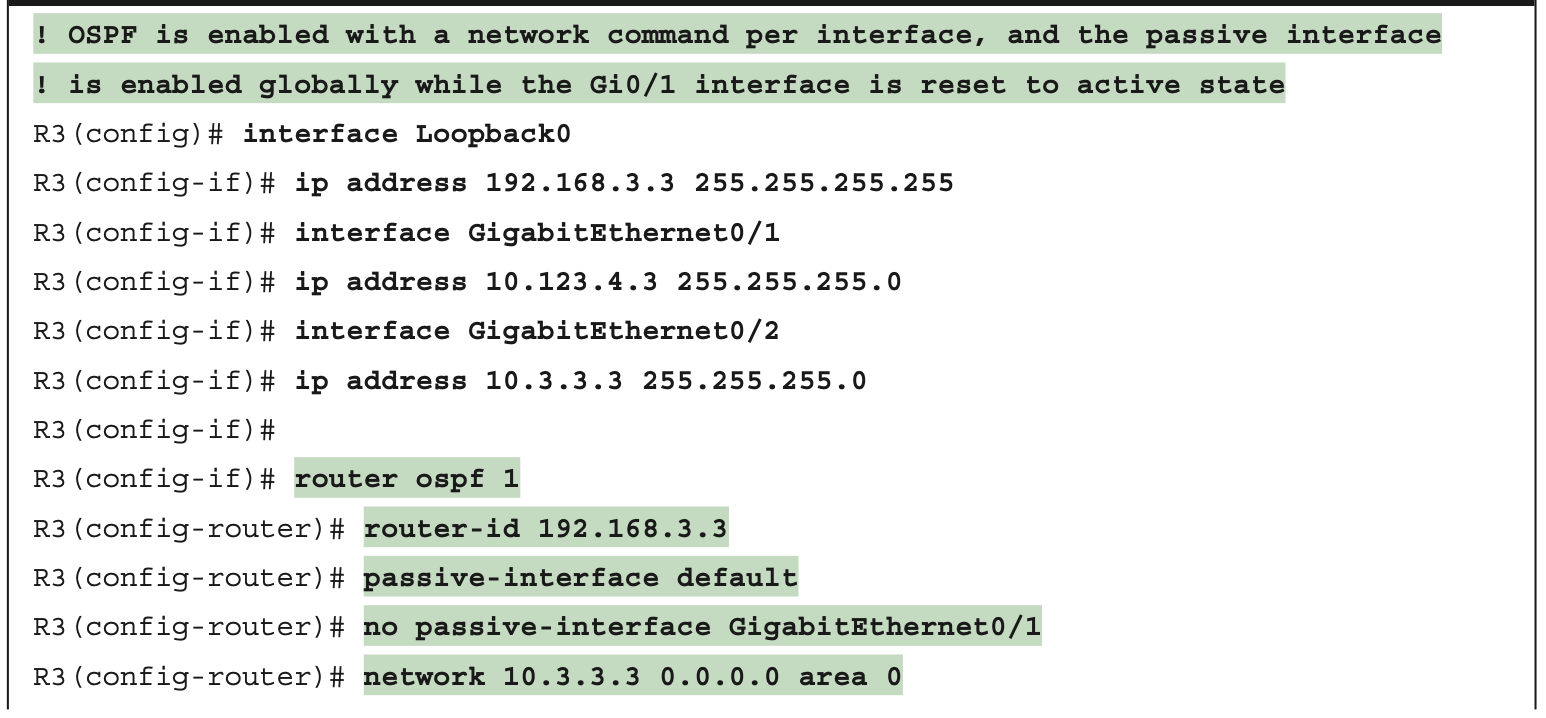 ! OSPF is enabled with a network command per interface, and the passive interface
! is enabled globally while the Gi0/1 interface is reset to active state
R3(config)# interface Loopback0
R3(config-if)# ip address 192.168.3.3 255.255.255.255
R3(config-if)# interface GigabitEthernet0/1
R3(config-if)# ip address 10.123.4.3 255.255.255.0
R3(config-if)# interface GigabitEthernet0/2
R3(config-if)# ip address 10.3.3.3 255.255.255.0
R3(config-if)#
R3(config-if)# router ospf 1
R3(config-router)# router-id 192.168.3.3
R3(config-router)# passive-interface default
R3(config-router)# no passive-interface GigabitEthernet0/1
R3(config-router)# network 10.3.3.3 0.0.0.0 area 0